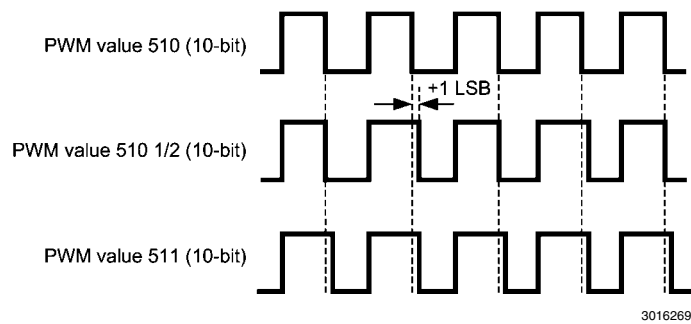 PWM value 510 (10-bit)
+1 LSB
PWM value 510 1/2 (10-bit)
PWM value 511 (10-bit)
3016269